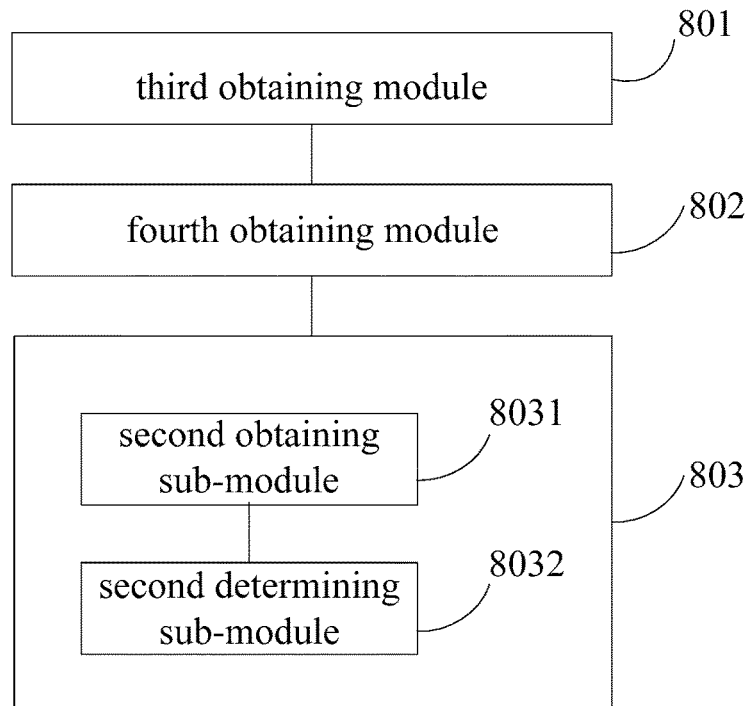 801
third obtaining module
802
fourth obtaining module
8031
second obtaining
sub-module
803
8032
second determining
sub-module